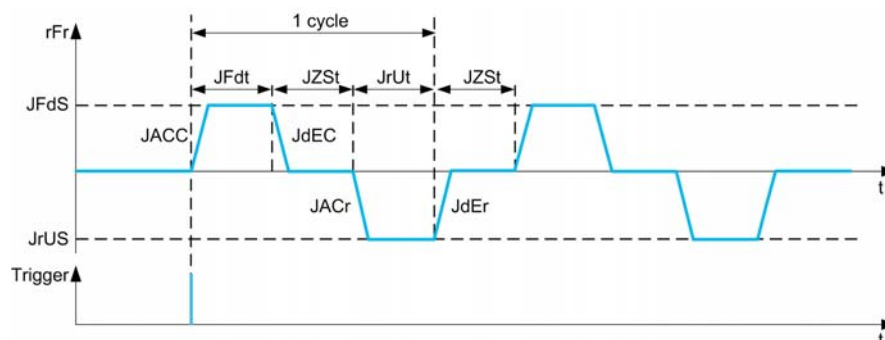 rFr
1 cycle
JFdt JZSt JrUt JZSt
JFdS
JACC JdEC
t
JACr JdEr
JrUS
Trigger
t